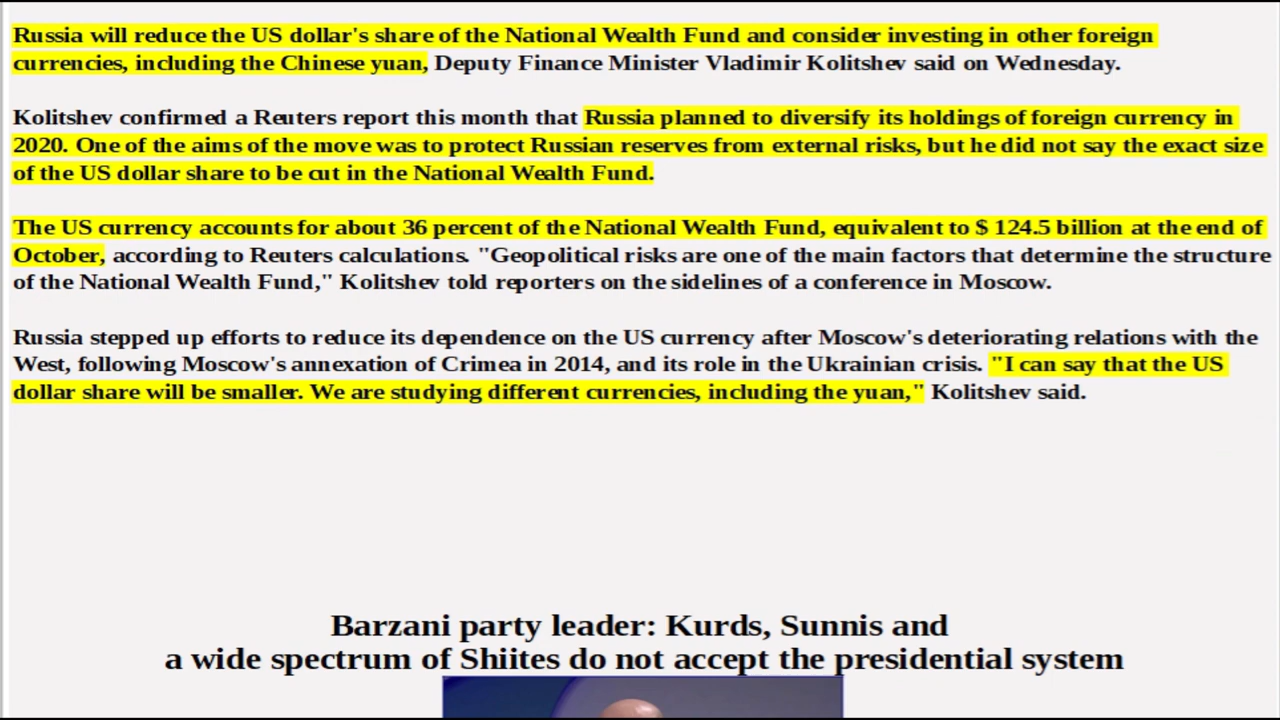 Russia will reduce the US dollar's share of the National Wealth Fund and consider investing in other foreign
currencies, including the Chinese yuan, Deputy Finance Minister Vladimir Kolitshev said on Wednesday.
Kolitshev confirmed a Reuters report this month that Russia planned to diversify its holdings of foreign currency in
2020. One of the aims of the move was to protect Russian reserves from external risks, but he did not say the exact size
of the US dollar share to be cut in the National Wealth Fund.
The US currency accounts for about 36 percent of the National Wealth Fund, equivalent to $ 124.5 billion at the end of
October, according to Reuters calculations. "Geopolitical risks are one of the main factors that determine the structure
of the National Wealth Fund," Kolitshev told reporters on the sidelines of a conference in Moscow.
Russia stepped up efforts to reduce its dependence on the US currency after Moscow's deteriorating relations with the
West, following Moscow's annexation of Crimea in 2014, and its role in the Ukrainian crisis. "I can say that the US
dollar share will be smaller. We are studying different currencies, including the yuan," Kolitshev said.
Barzani party leader: Kurds, Sunnis and
a wide spectrum of Shiites do not accept the presidential system